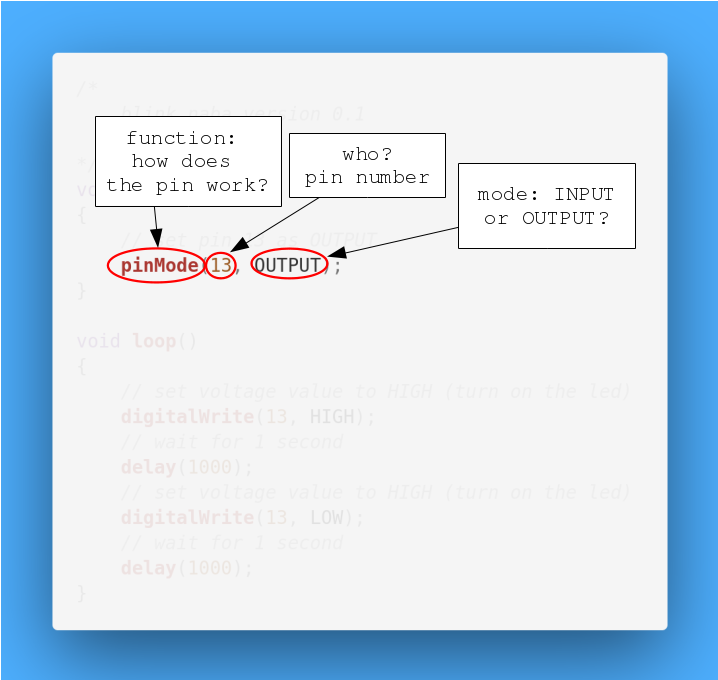 /*
blink naba version 0.1
function:
how does
the pin work?
who?
pin number
mode: INPUT
or OUTPUT?
*/
{
// set pin 13 as OUTPUT
pinMode(13, OUTPUT);
}
void loop()
{
// set voltage value to HIGH (turn on the led)
digitalWrite(13, HIGH);
// wait for 1 second
delay(1000);
// set voltage value to HIGH (turn on the led)
digitalWrite(13, LOW);
// wait for 1 second
delay(1000);
}